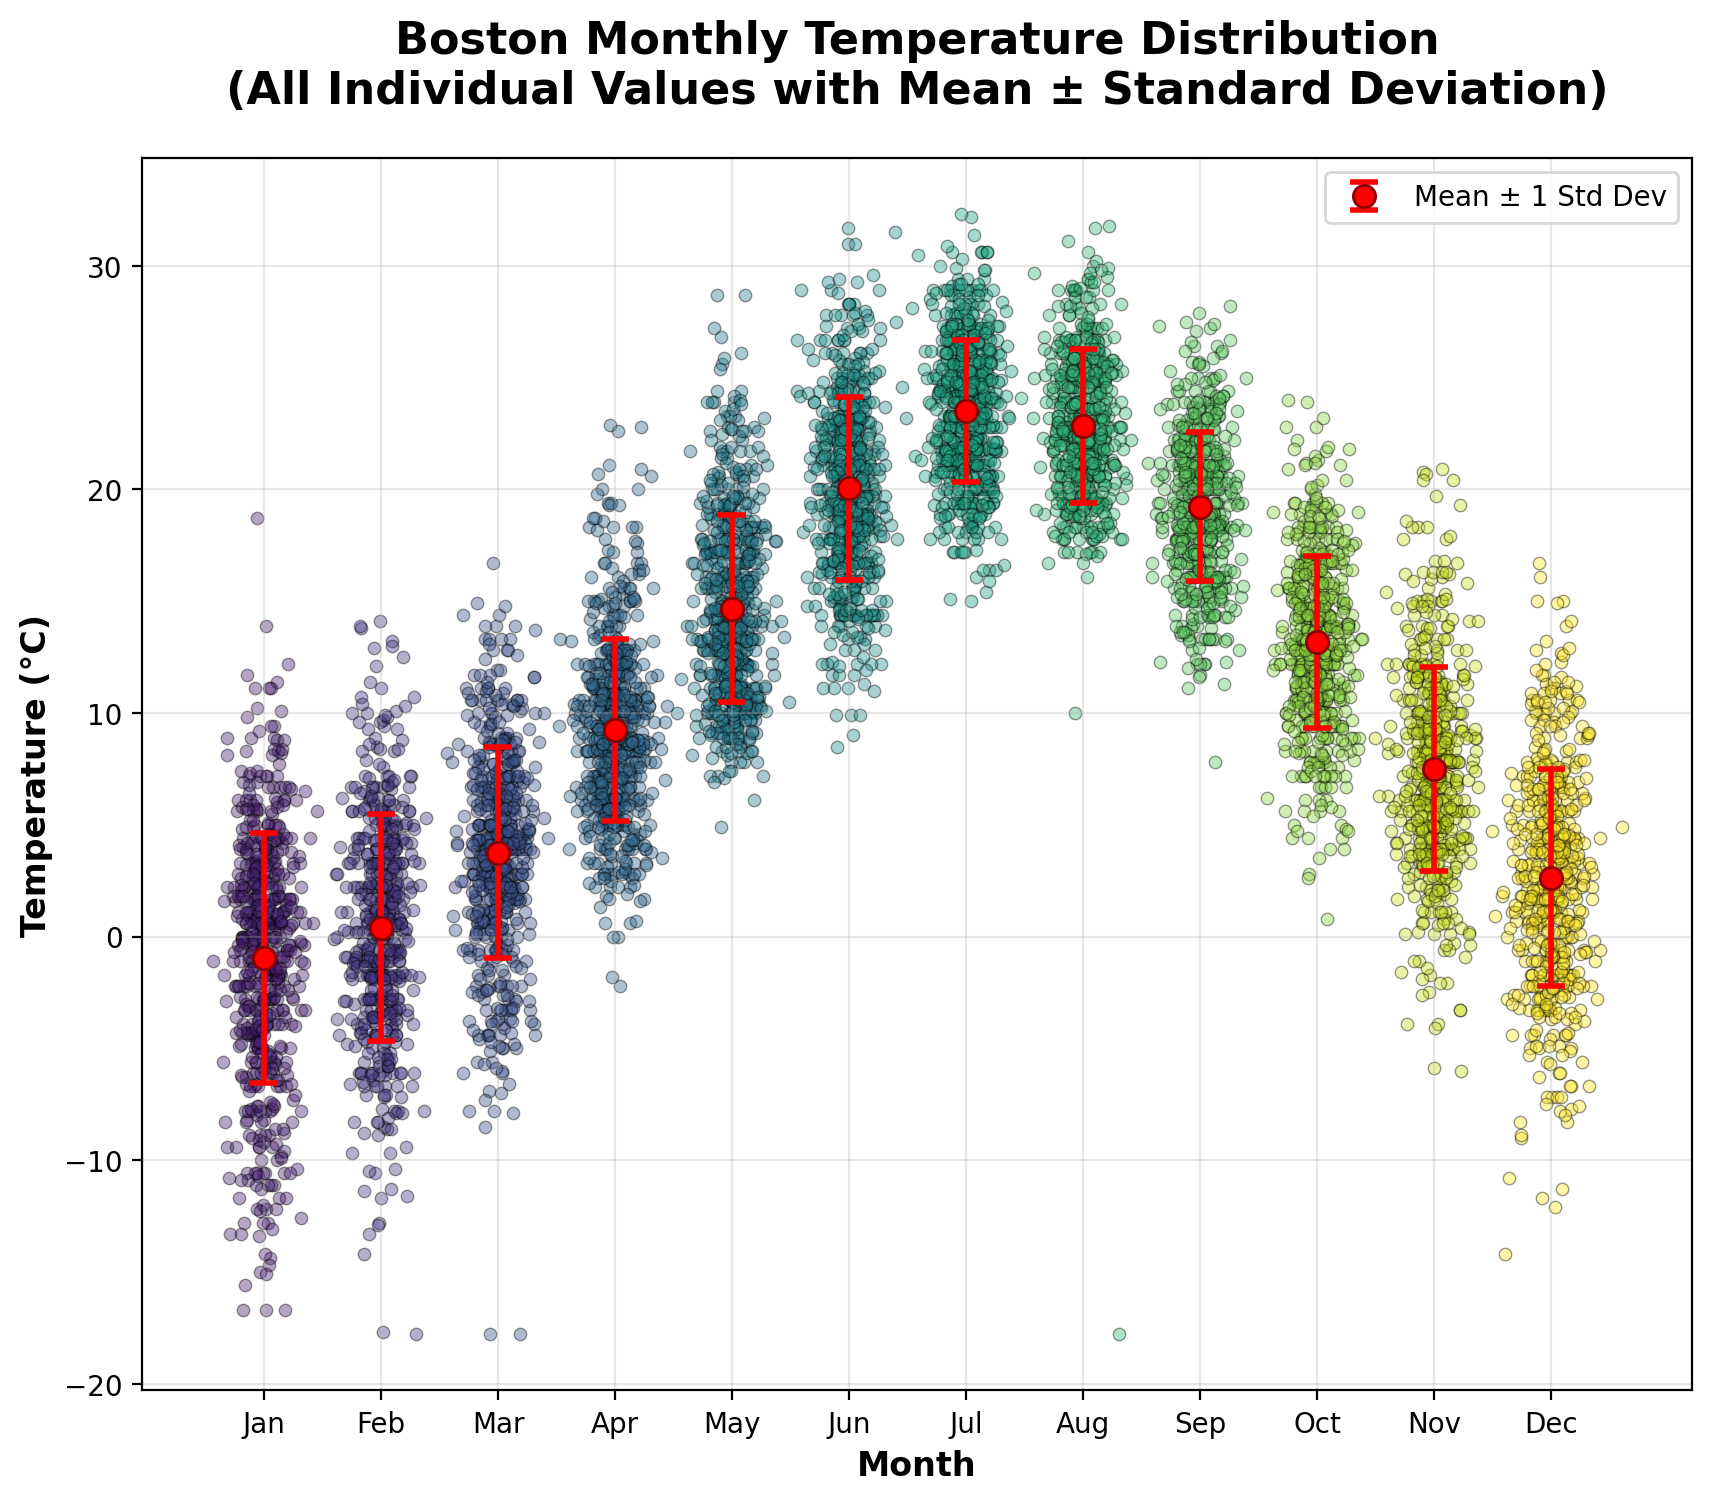 Boston Monthly Temperature Distribution
(All Individual Values with Mean ± Standard Deviation)
Mean ± 1 Std Dev
Temperature (°C)
30
20
10
0
−10
−20
Jan Feb Mar Apr May Jun Jul Aug Sep Oct Nov Dec
Month